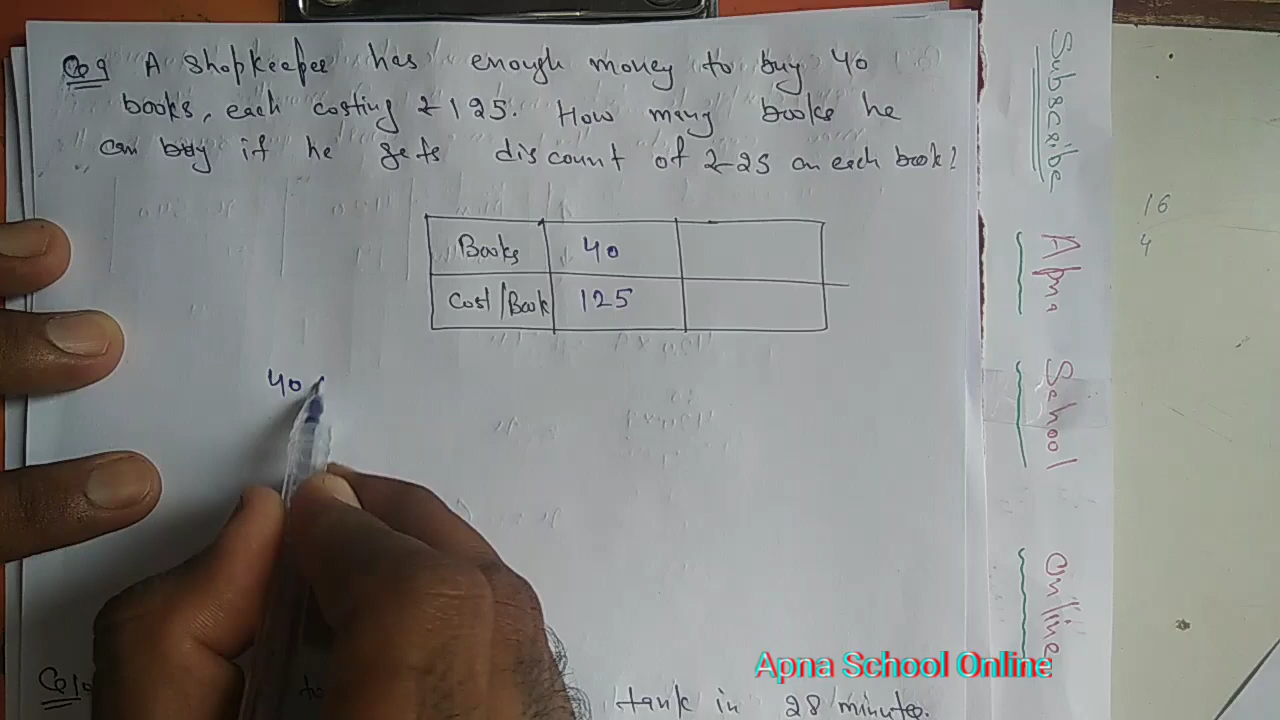 Q9 A Shopkeeper has enough money to buy 40
books, each costing ₹125. How many books he
can buy if he gets discount of ₹25 on each book?
Books 40
Cost/Book 125
40
tank in 28 minutes.
Subscribe Apna School Online
16
4
Apna School Online